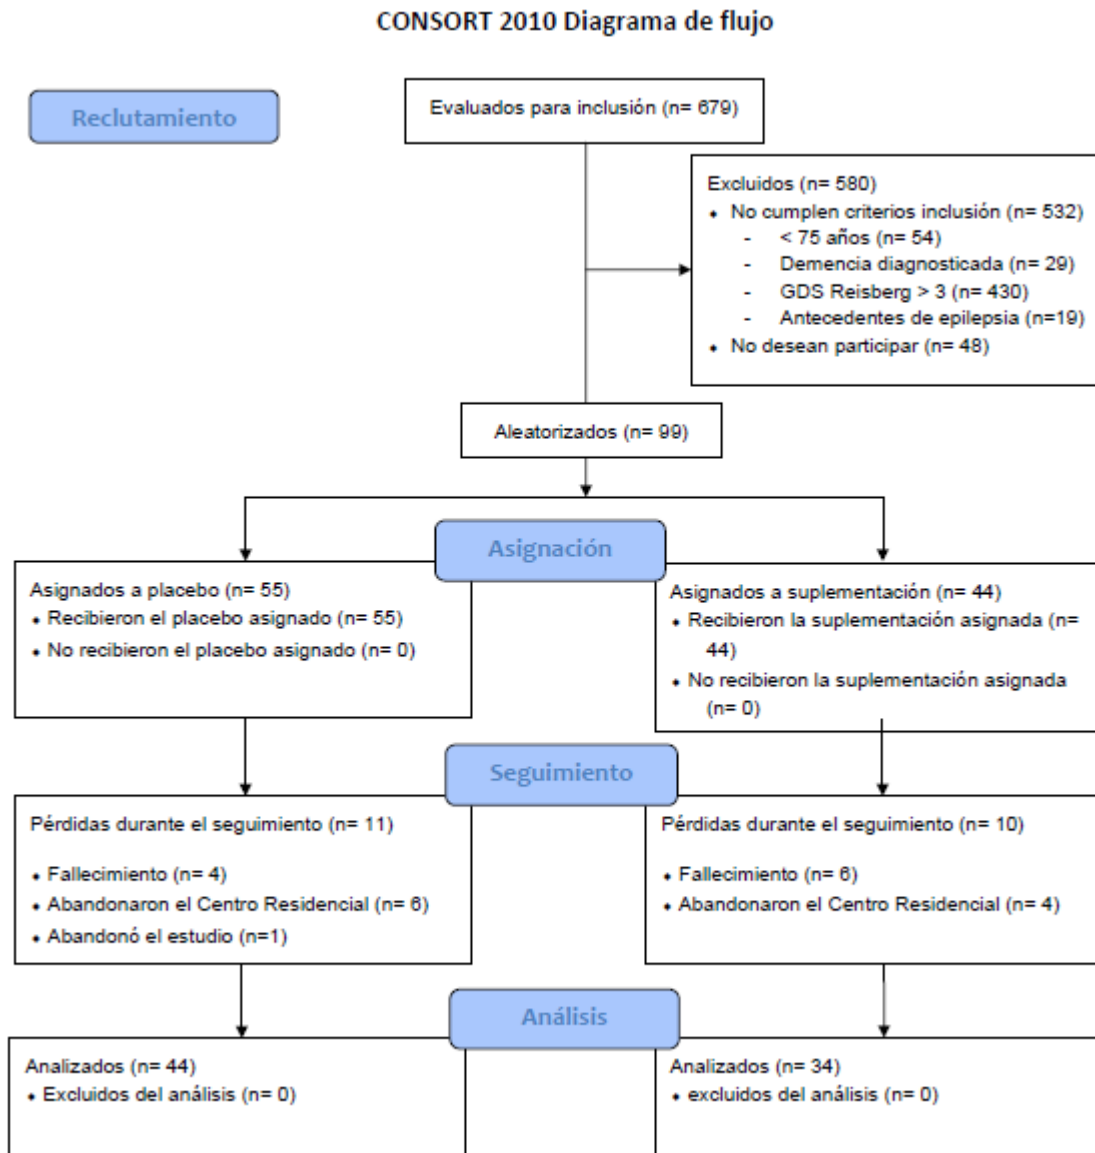 CONSORT 2010 Diagrama de flujo
Reclutamiento
Evaluados para inclusión (n= 679)
Excluidos (n= 580)
⬥ No cumplen criterios inclusión (n= 532)
- < 75 años (n= 54)
- Demencia diagnosticada (n= 29)
- GDS Reisberg > 3 (n= 430)
- Antecedentes de epilepsia (n=19)
⬥ No desean participar (n= 48)
Aleatorizados (n= 99)
Asignación
Asignados a placebo (n= 55)
⬥ Recibieron el placebo asignado (n= 55)
⬥ No recibieron el placebo asignado (n= 0)
Asignados a suplementación (n= 44)
⬥ Recibieron la suplementación asignada (n=
44)
⬥ No recibieron la suplementación asignada
(n= 0)
Seguimiento
Pérdidas durante el seguimiento (n= 11)
⬥ Fallecimiento (n= 4)
⬥ Abandonaron el Centro Residencial (n= 6)
⬥ Abandonó el estudio (n=1)
Pérdidas durante el seguimiento (n= 10)
⬥ Fallecimiento (n= 6)
⬥ Abandonaron el Centro Residencial (n= 4)
Análisis
Analizados (n= 44)
⬥ Excluidos del análisis (n= 0)
Analizados (n= 34)
⬥ excluidos del análisis (n= 0)